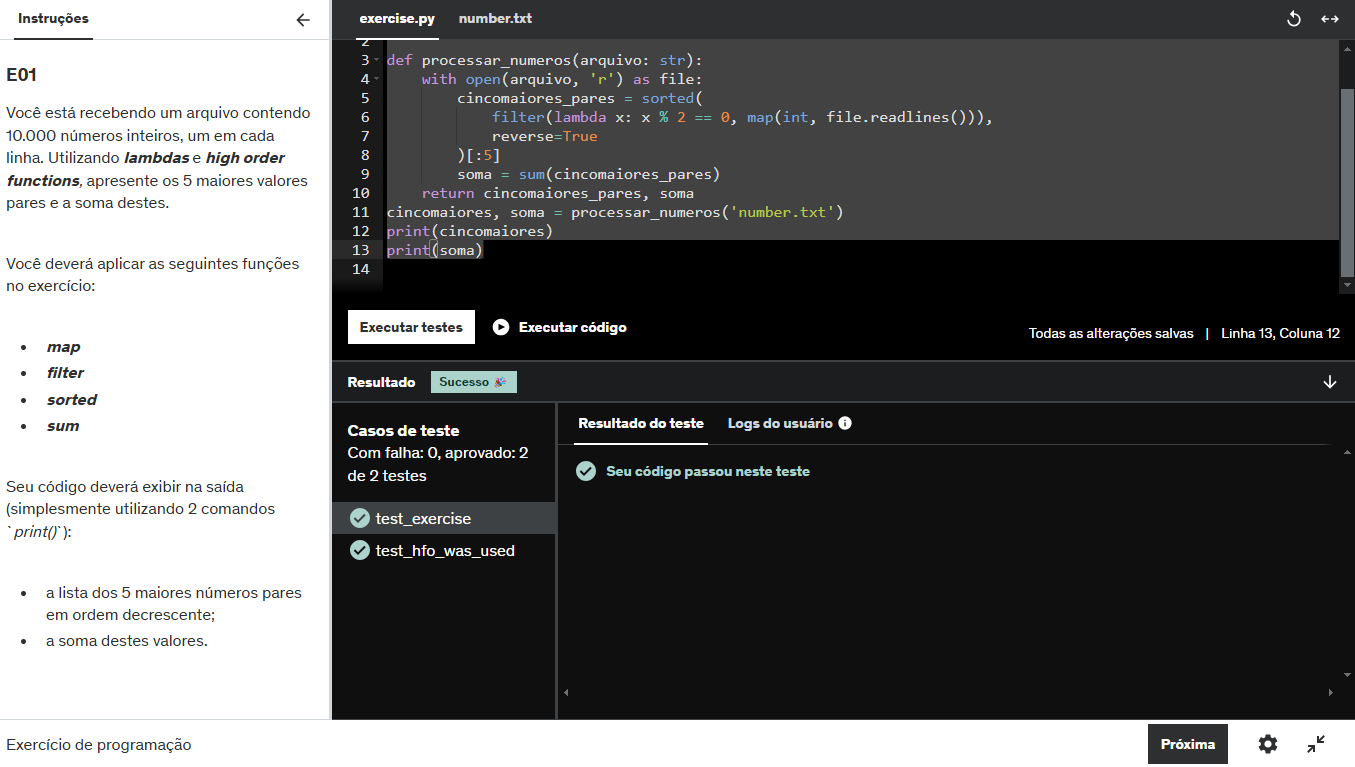 Instruções
E01
Você está recebendo um arquivo contendo
10.000 números inteiros, um em cada
linha. Utilizando lambdas e high order
functions, apresente os 5 maiores valores
pares e a soma destes.
Você deverá aplicar as seguintes funções
no exercício:
• map
• filter
• sorted
• sum
Seu código deverá exibir na saída
(simplesmente utilizando 2 comandos
`print()`):
• a lista dos 5 maiores números pares
em ordem decrescente;
• a soma destes valores.
exercise.py number.txt
2
3 def processar_numeros(arquivo: str):
4 with open(arquivo, 'r') as file:
5 cincomaiores_pares = sorted(
6 filter(lambda x: x % 2 == 0, map(int, file.readlines())),
7 reverse=True
8 )[:5]
9 soma = sum(cincomaiores_pares)
10 return cincomaiores_pares, soma
11 cincomaiores, soma = processar_numeros('number.txt')
12 print(cincomaiores)
13 print(soma)
14
Executar testes Executar código
Todas as alterações salvas | Linha 13, Coluna 12
Resultado Sucesso 🎉
Casos de teste
Com falha: 0, aprovado: 2
de 2 testes
test_exercise
test_hfo_was_used
Resultado do teste Logs do usuário
Seu código passou neste teste
Exercício de programação
Próxima